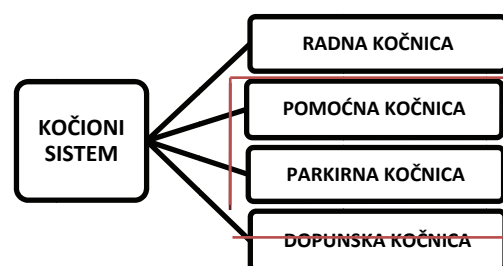 RADNA KOČNICA
POMOĆNA KOČNICA
KOČIONI
SISTEM
PARKIRNA KOČNICA
DOPUNSKA KOČNICA